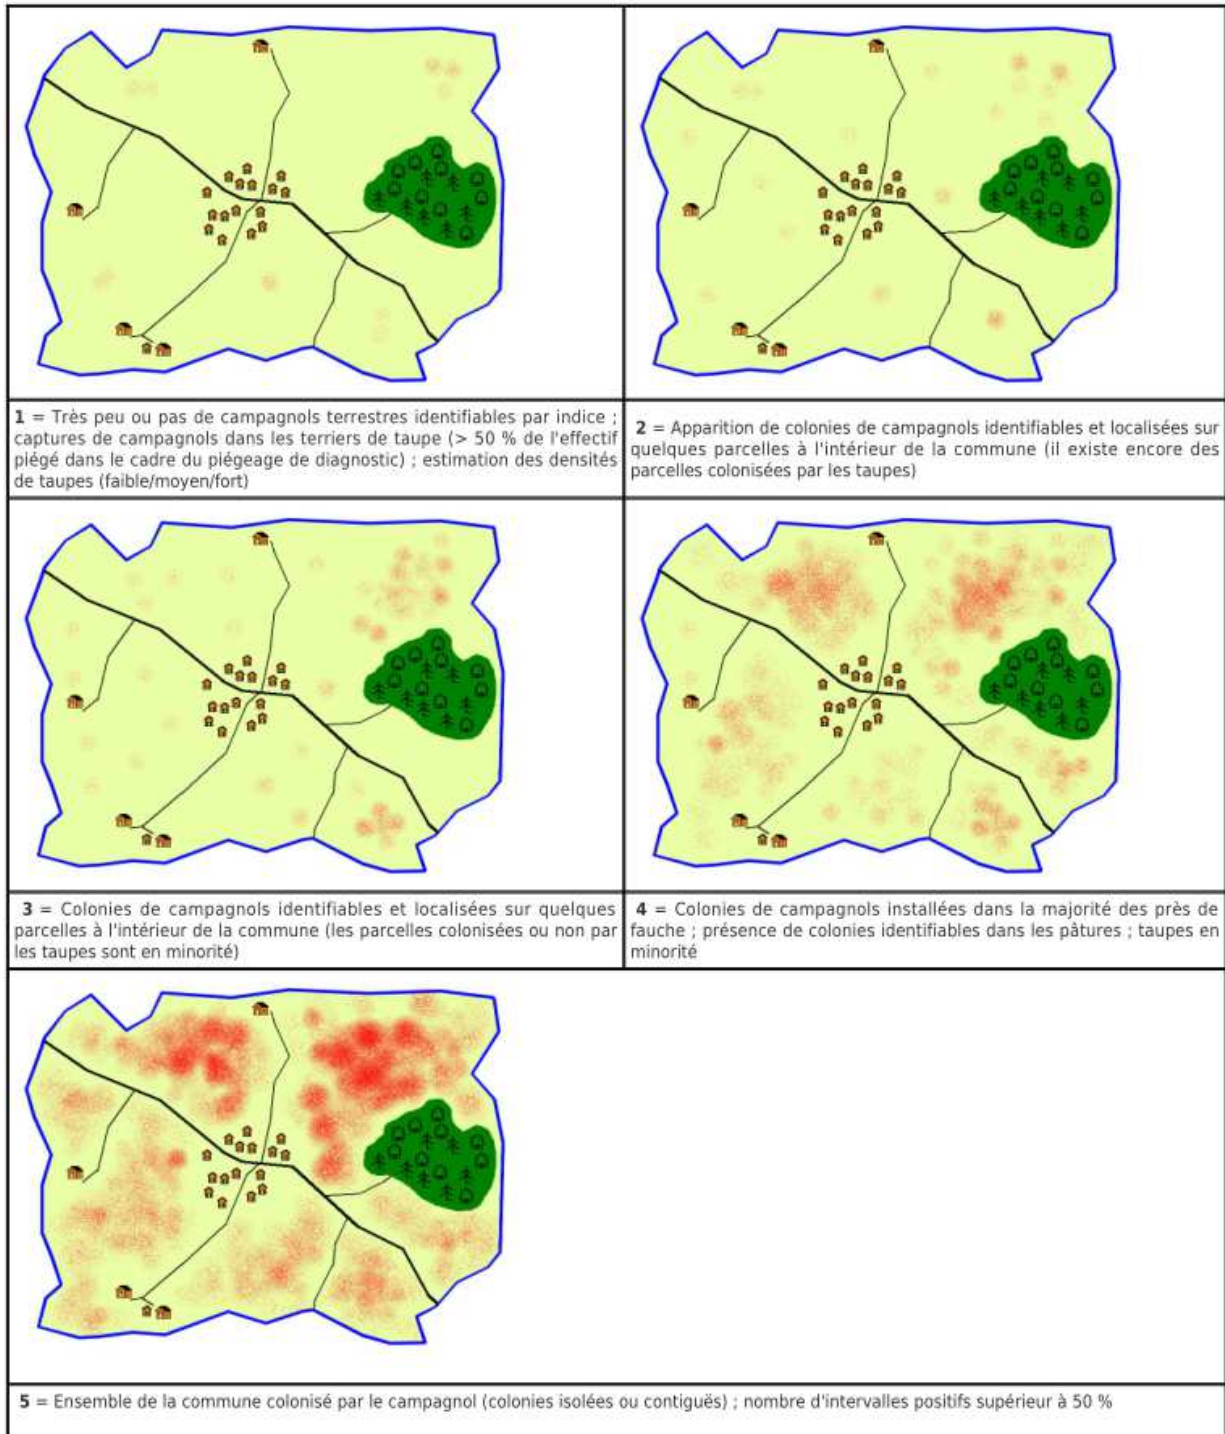 1 = Très peu ou pas de campagnols terrestres identifiables par indice ;
captures de campagnols dans les terriers de taupe (> 50 % de l'effectif
piégé dans le cadre du piégeage de diagnostic) ; estimation des densités
de taupes (faible/moyen/fort)
2 = Apparition de colonies de campagnols identifiables et localisées sur
quelques parcelles à l'intérieur de la commune (il existe encore des
parcelles colonisées par les taupes)
3 = Colonies de campagnols identifiables et localisées sur quelques
parcelles à l'intérieur de la commune (les parcelles colonisées ou non par
les taupes sont en minorité)
4 = Colonies de campagnols installées dans la majorité des près de
fauche ; présence de colonies identifiables dans les pâtures ; taupes en
minorité
5 = Ensemble de la commune colonisé par le campagnol (colonies isolées ou contiguës) ; nombre d'intervalles positifs supérieur à 50 %